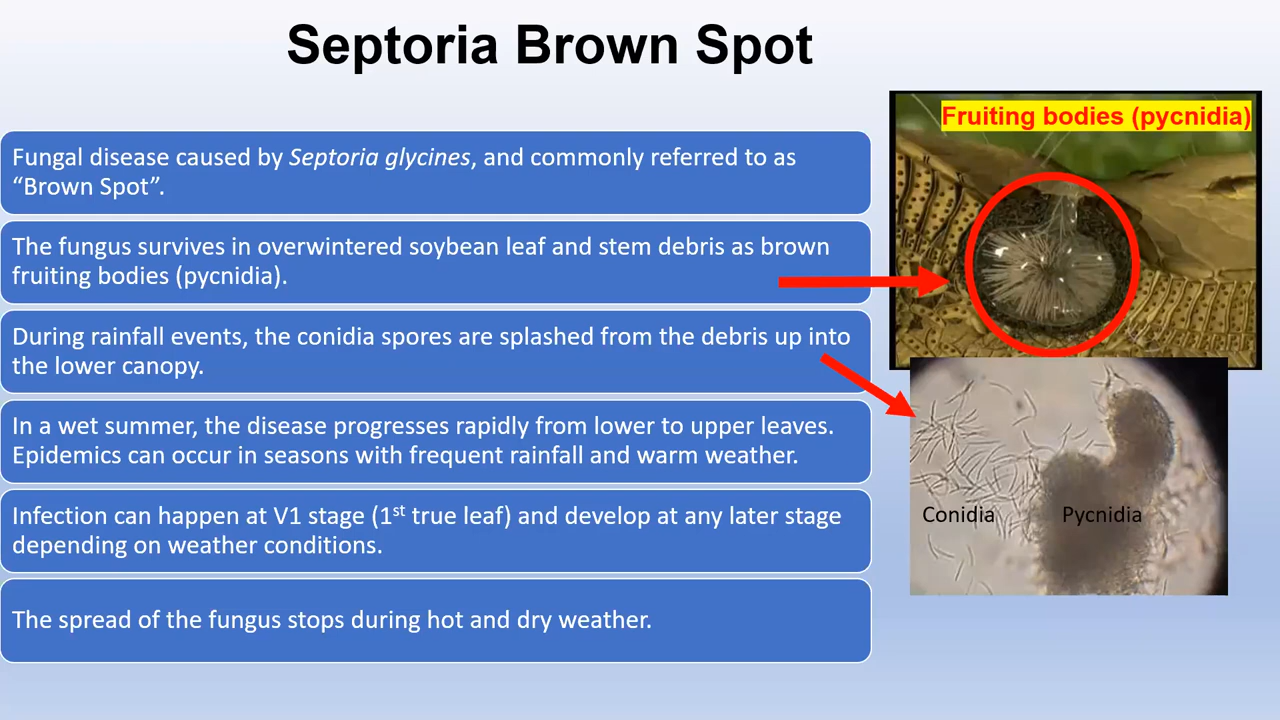 Septoria Brown Spot
Fruiting bodies (pycnidia)
Fungal disease caused by Septoria glycines, and commonly referred to as
“Brown Spot”.
The fungus survives in overwintered soybean leaf and stem debris as brown
fruiting bodies (pycnidia).
During rainfall events, the conidia spores are splashed from the debris up into
the lower canopy.
In a wet summer, the disease progresses rapidly from lower to upper leaves.
Epidemics can occur in seasons with frequent rainfall and warm weather.
Infection can happen at V1 stage (1st true leaf) and develop at any later stage
depending on weather conditions.
The spread of the fungus stops during hot and dry weather.
Conidia
Pycnidia